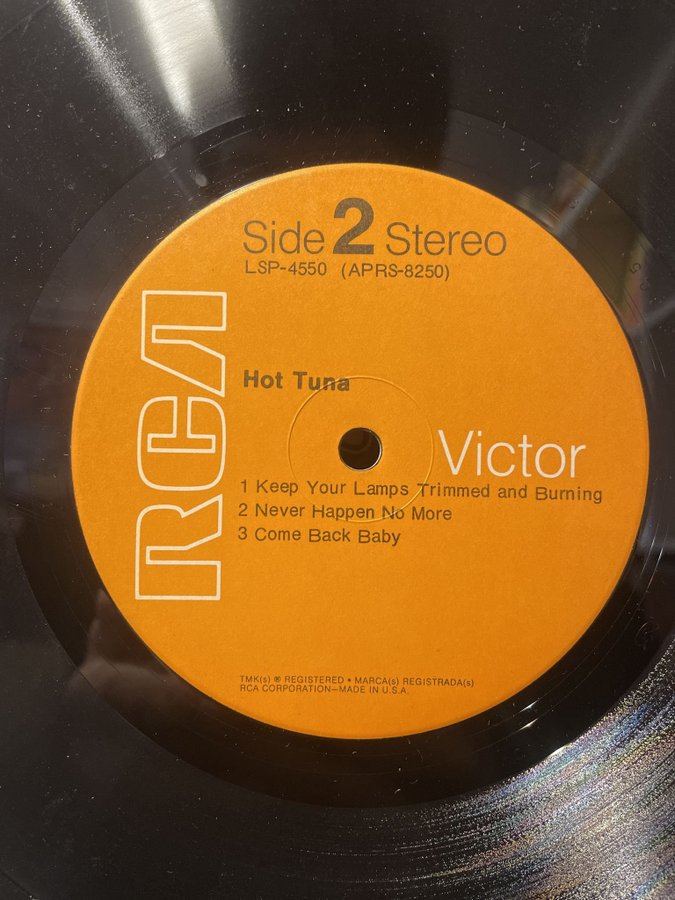 Side 2 Stereo
LSP-4550 (APRS-8250)
RCA
Hot Tuna
Victor
1 Keep Your Lamps Trimmed and Burning
2 Never Happen No More
3 Come Back Baby
TMK(s) ® REGISTERED • MARCA(s) REGISTRADA(s)
RCA CORPORATION—MADE IN U.S.A.